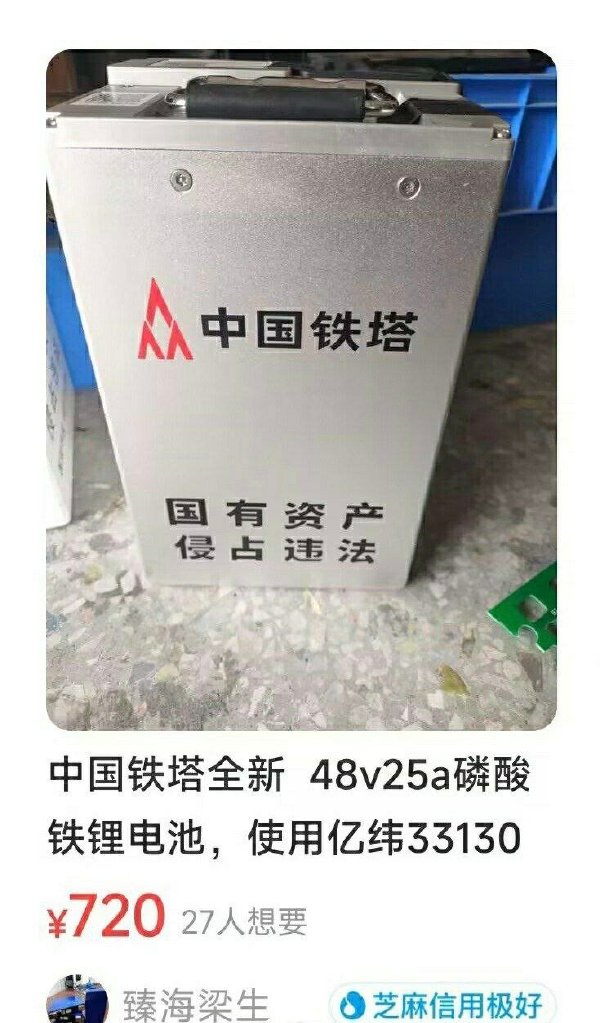 中国铁塔
国有资产
侵占违法
中国铁塔全新 48v25a磷酸
铁锂电池，使用亿纬33130
¥720 27人想要
臻海梁生 芝麻信用极好